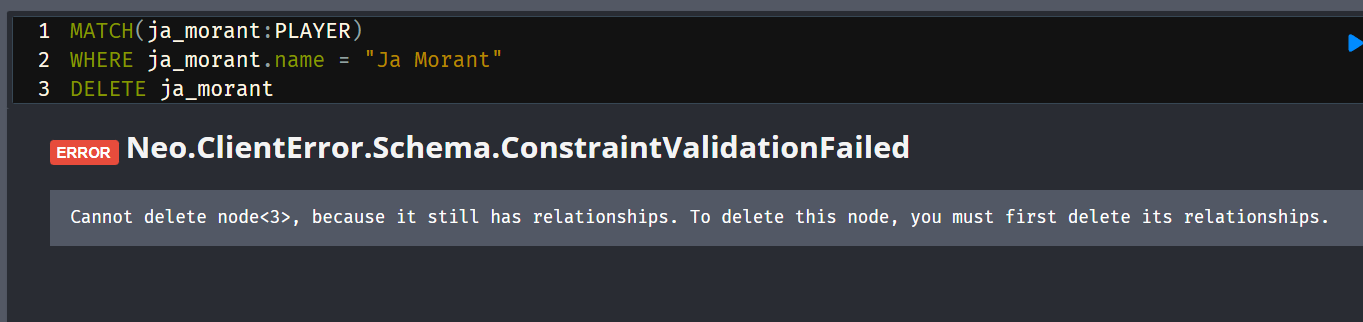 1 MATCH(ja_morant:PLAYER)
2 WHERE ja_morant.name = "Ja Morant"
3 DELETE ja_morant
ERROR Neo.ClientError.Schema.ConstraintValidationFailed
Cannot delete node<3>, because it still has relationships. To delete this node, you must first delete its relationships.